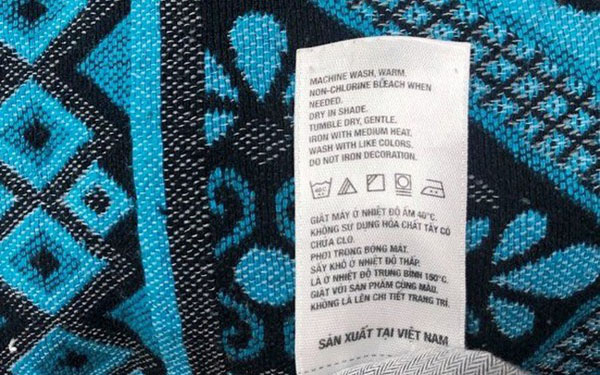 MACHINE WASH, WARM.
NON-CHLORINE BLEACH WHEN
NEEDED.
DRY IN SHADE.
TUMBLE DRY, GENTLE.
IRON WITH MEDIUM HEAT.
WASH WITH LIKE COLORS.
DO NOT IRON DECORATION.
GIẶT MÁY Ở NHIỆT ĐỘ ẤM 40°C.
KHÔNG SỬ DỤNG HÓA CHẤT TẨY CÓ
CHỨA CLO.
PHƠI TRONG BÓNG MÁT.
SẤY KHÔ Ở NHIỆT ĐỘ THẤP.
LÀ Ở NHIỆT ĐỘ TRUNG BÌNH 150°C.
GIẶT VỚI SẢN PHẨM CÙNG MÀU.
KHÔNG LÀ LÊN CHI TIẾT TRANG TRÍ.
SẢN XUẤT TẠI VIỆT NAM